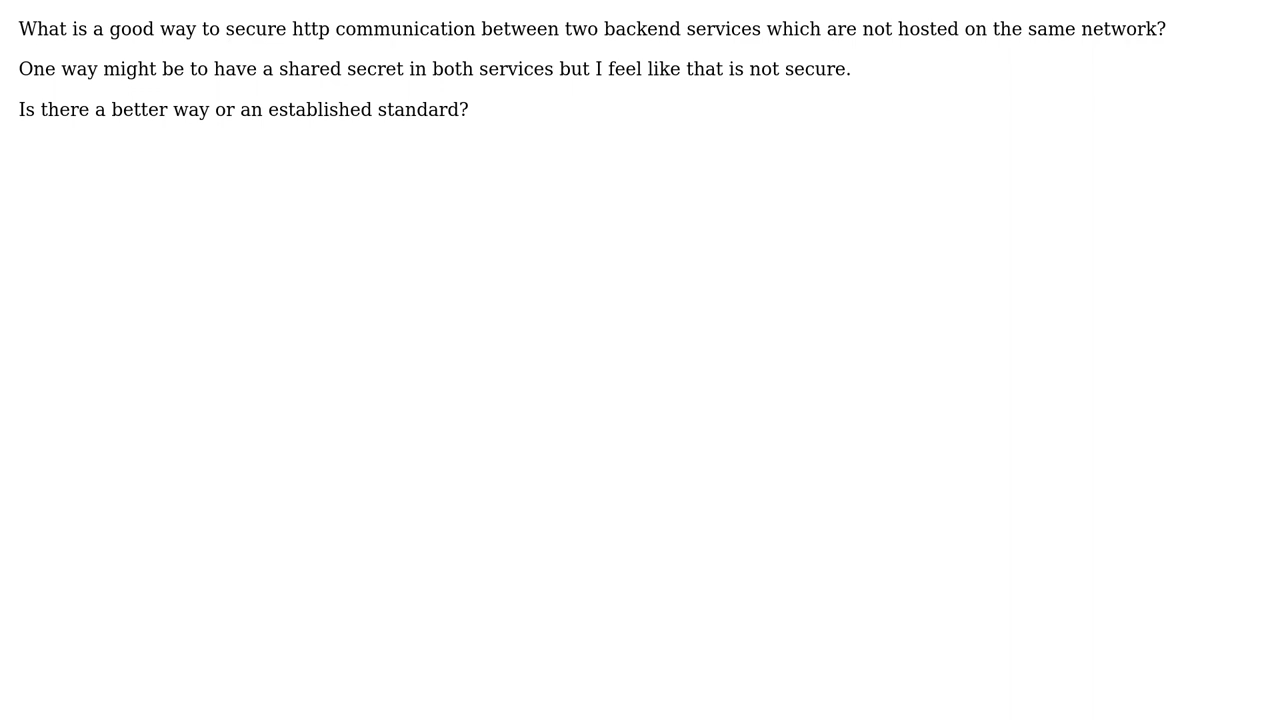 What is a good way to secure http communication between two backend services which are not hosted on the same network?
One way might be to have a shared secret in both services but I feel like that is not secure.
Is there a better way or an established standard?